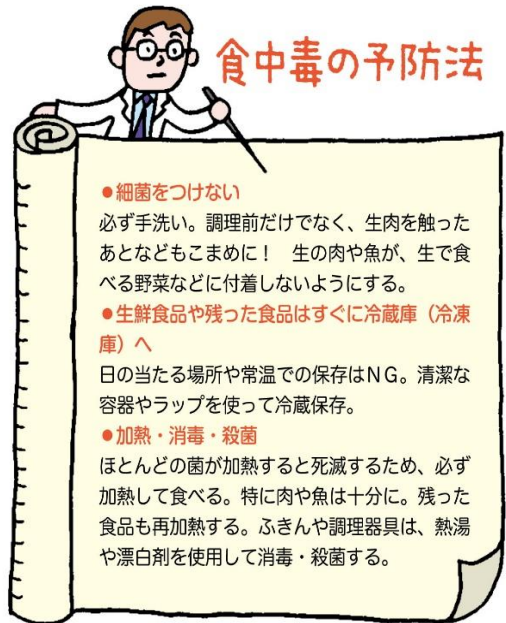 食中毒の予防法
●細菌をつけない
必ず手洗い。調理前だけでなく、生肉を触った
あとなどもこまめに！　生の肉や魚が、生で食
べる野菜などに付着しないようにする。
●生鮮食品や残った食品はすぐに冷蔵庫（冷凍
庫）へ
日の当たる場所や常温での保存はＮＧ。清潔な
容器やラップを使って冷蔵保存。
●加熱・消毒・殺菌
ほとんどの菌が加熱すると死滅するため、必ず
加熱して食べる。特に肉や魚は十分に。残った
食品も再加熱する。ふきんや調理器具は、熱湯
や漂白剤を使用して消毒・殺菌する。